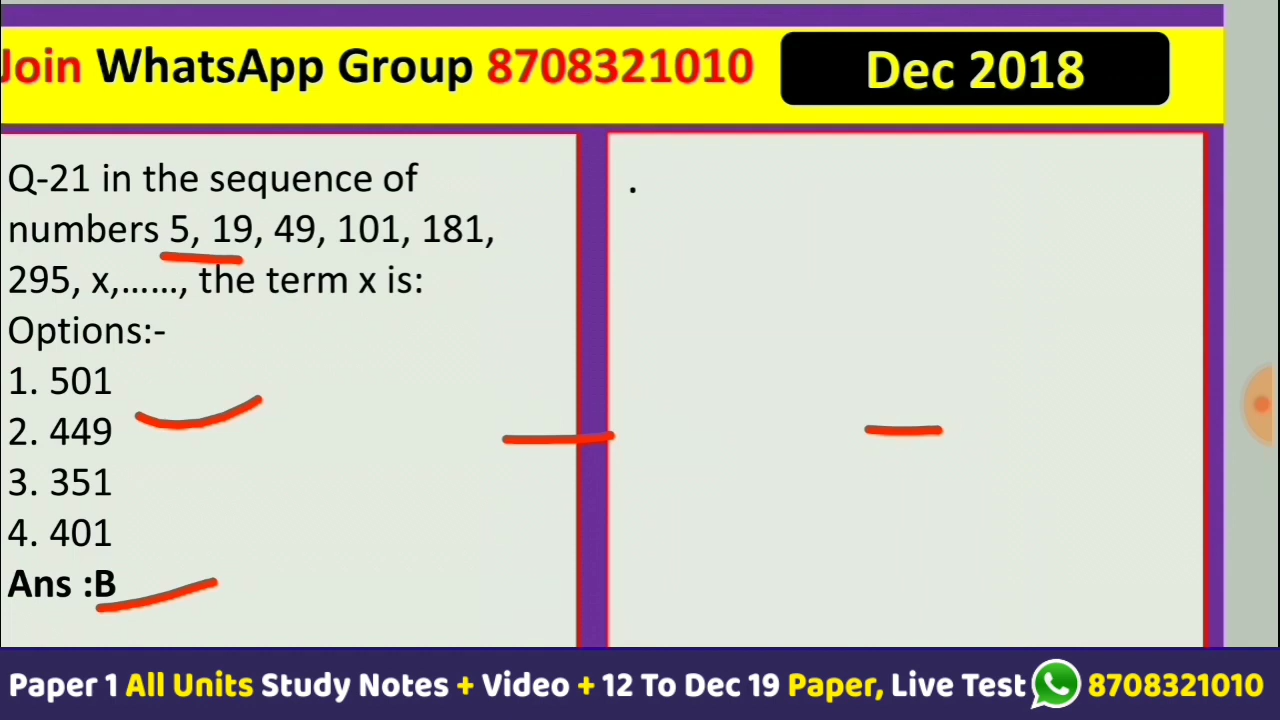 Join WhatsApp Group 8708321010
Dec 2018
Q-21 in the sequence of
numbers 5, 19, 49, 101, 181,
295, x,……, the term x is:
Options:-
1. 501
2. 449
3. 351
4. 401
Ans :B
.
Paper 1 All Units Study Notes + Video + 12 To Dec 19 Paper, Live Test 8708321010